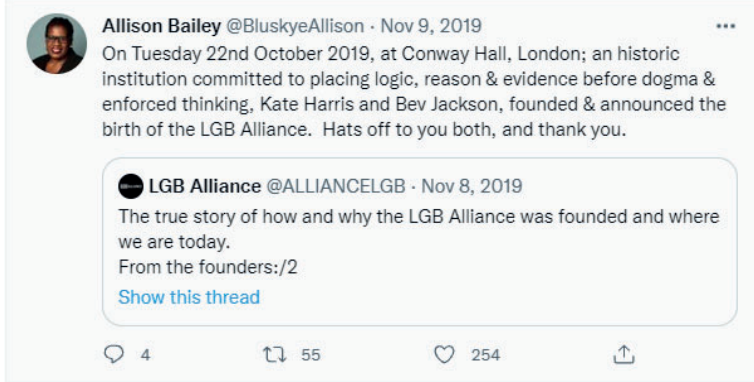 Allison Bailey @BluskyeAllison · Nov 9, 2019
On Tuesday 22nd October 2019, at Conway Hall, London; an historic
institution committed to placing logic, reason & evidence before dogma &
enforced thinking, Kate Harris and Bev Jackson, founded & announced the
birth of the LGB Alliance.  Hats off to you both, and thank you.
LGB Alliance @ALLIANCELGB · Nov 8, 2019
The true story of how and why the LGB Alliance was founded and where
we are today.
From the founders:/2
Show this thread
4 55 254